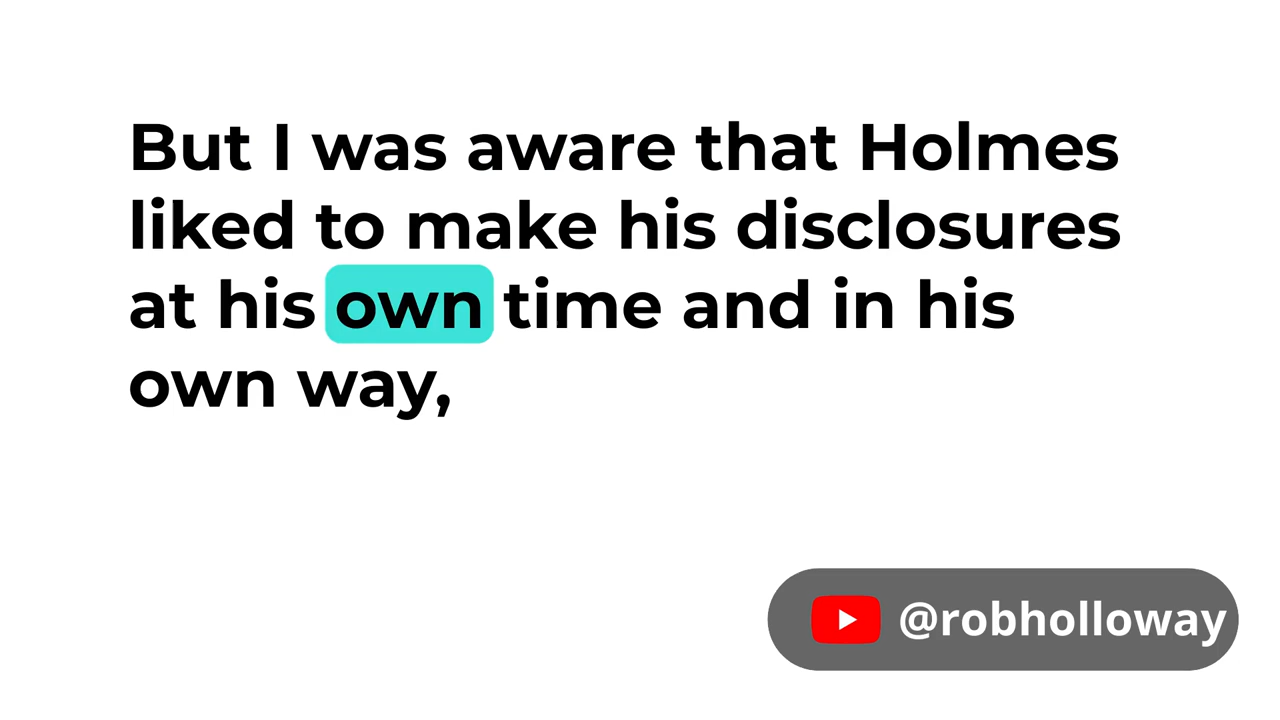 But I was aware that Holmes
liked to make his disclosures
at his own time and in his
own way,
@robholloway